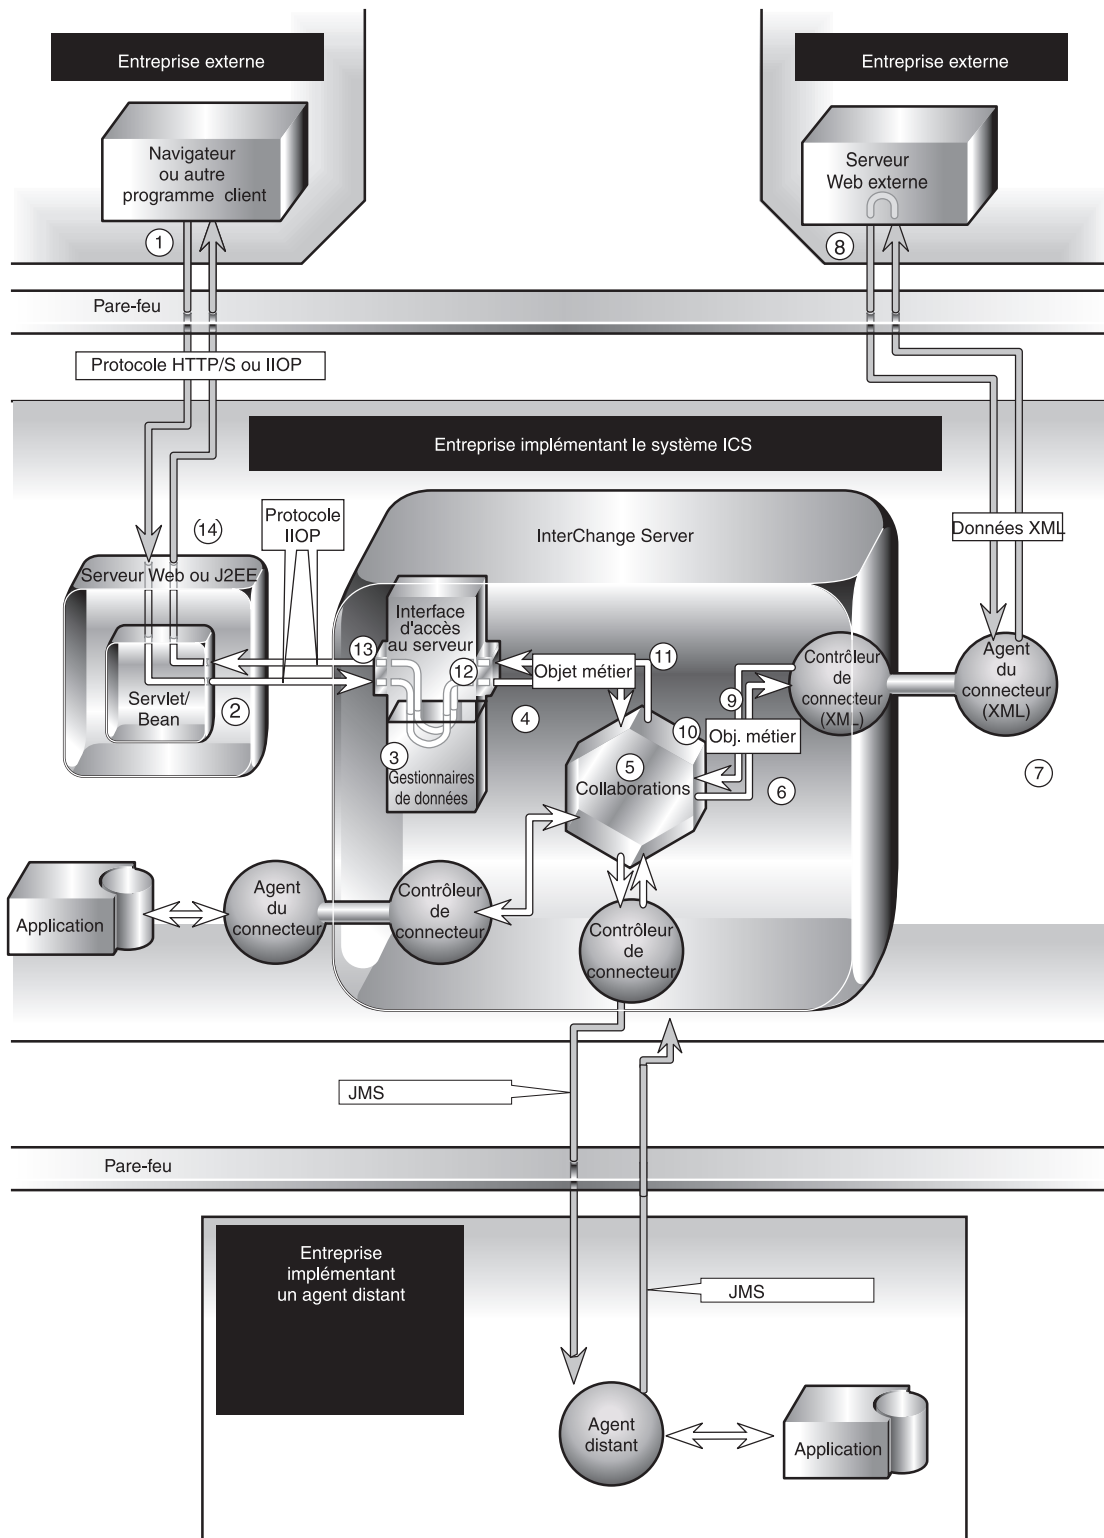 Entreprise externe
Entreprise externe
Navigateur
ou autre
programme client
Serveur
Web externe
1
8
Pare-feu
Protocole HTTP/S ou IIOP
Entreprise implémentant le système ICS
Protocole
IIOP
14
InterChange Server
Données XML
Serveur Web ou J2EE
Interface
d'accès
au serveur
13
12
11
Objet métier
Contrôleur
de
connecteur
(XML)
Agent
du
connecteur
(XML)
Servlet/
Bean
2
4
9
10
Obj. métier
3
5
Collaborations
6
7
Gestionnaires
de données
Application
Agent
du
connecteur
Contrôleur
de
connecteur
Contrôleur
de
connecteur
JMS
Pare-feu
Entreprise
implémentant
un agent distant
JMS
Agent
distant
Application